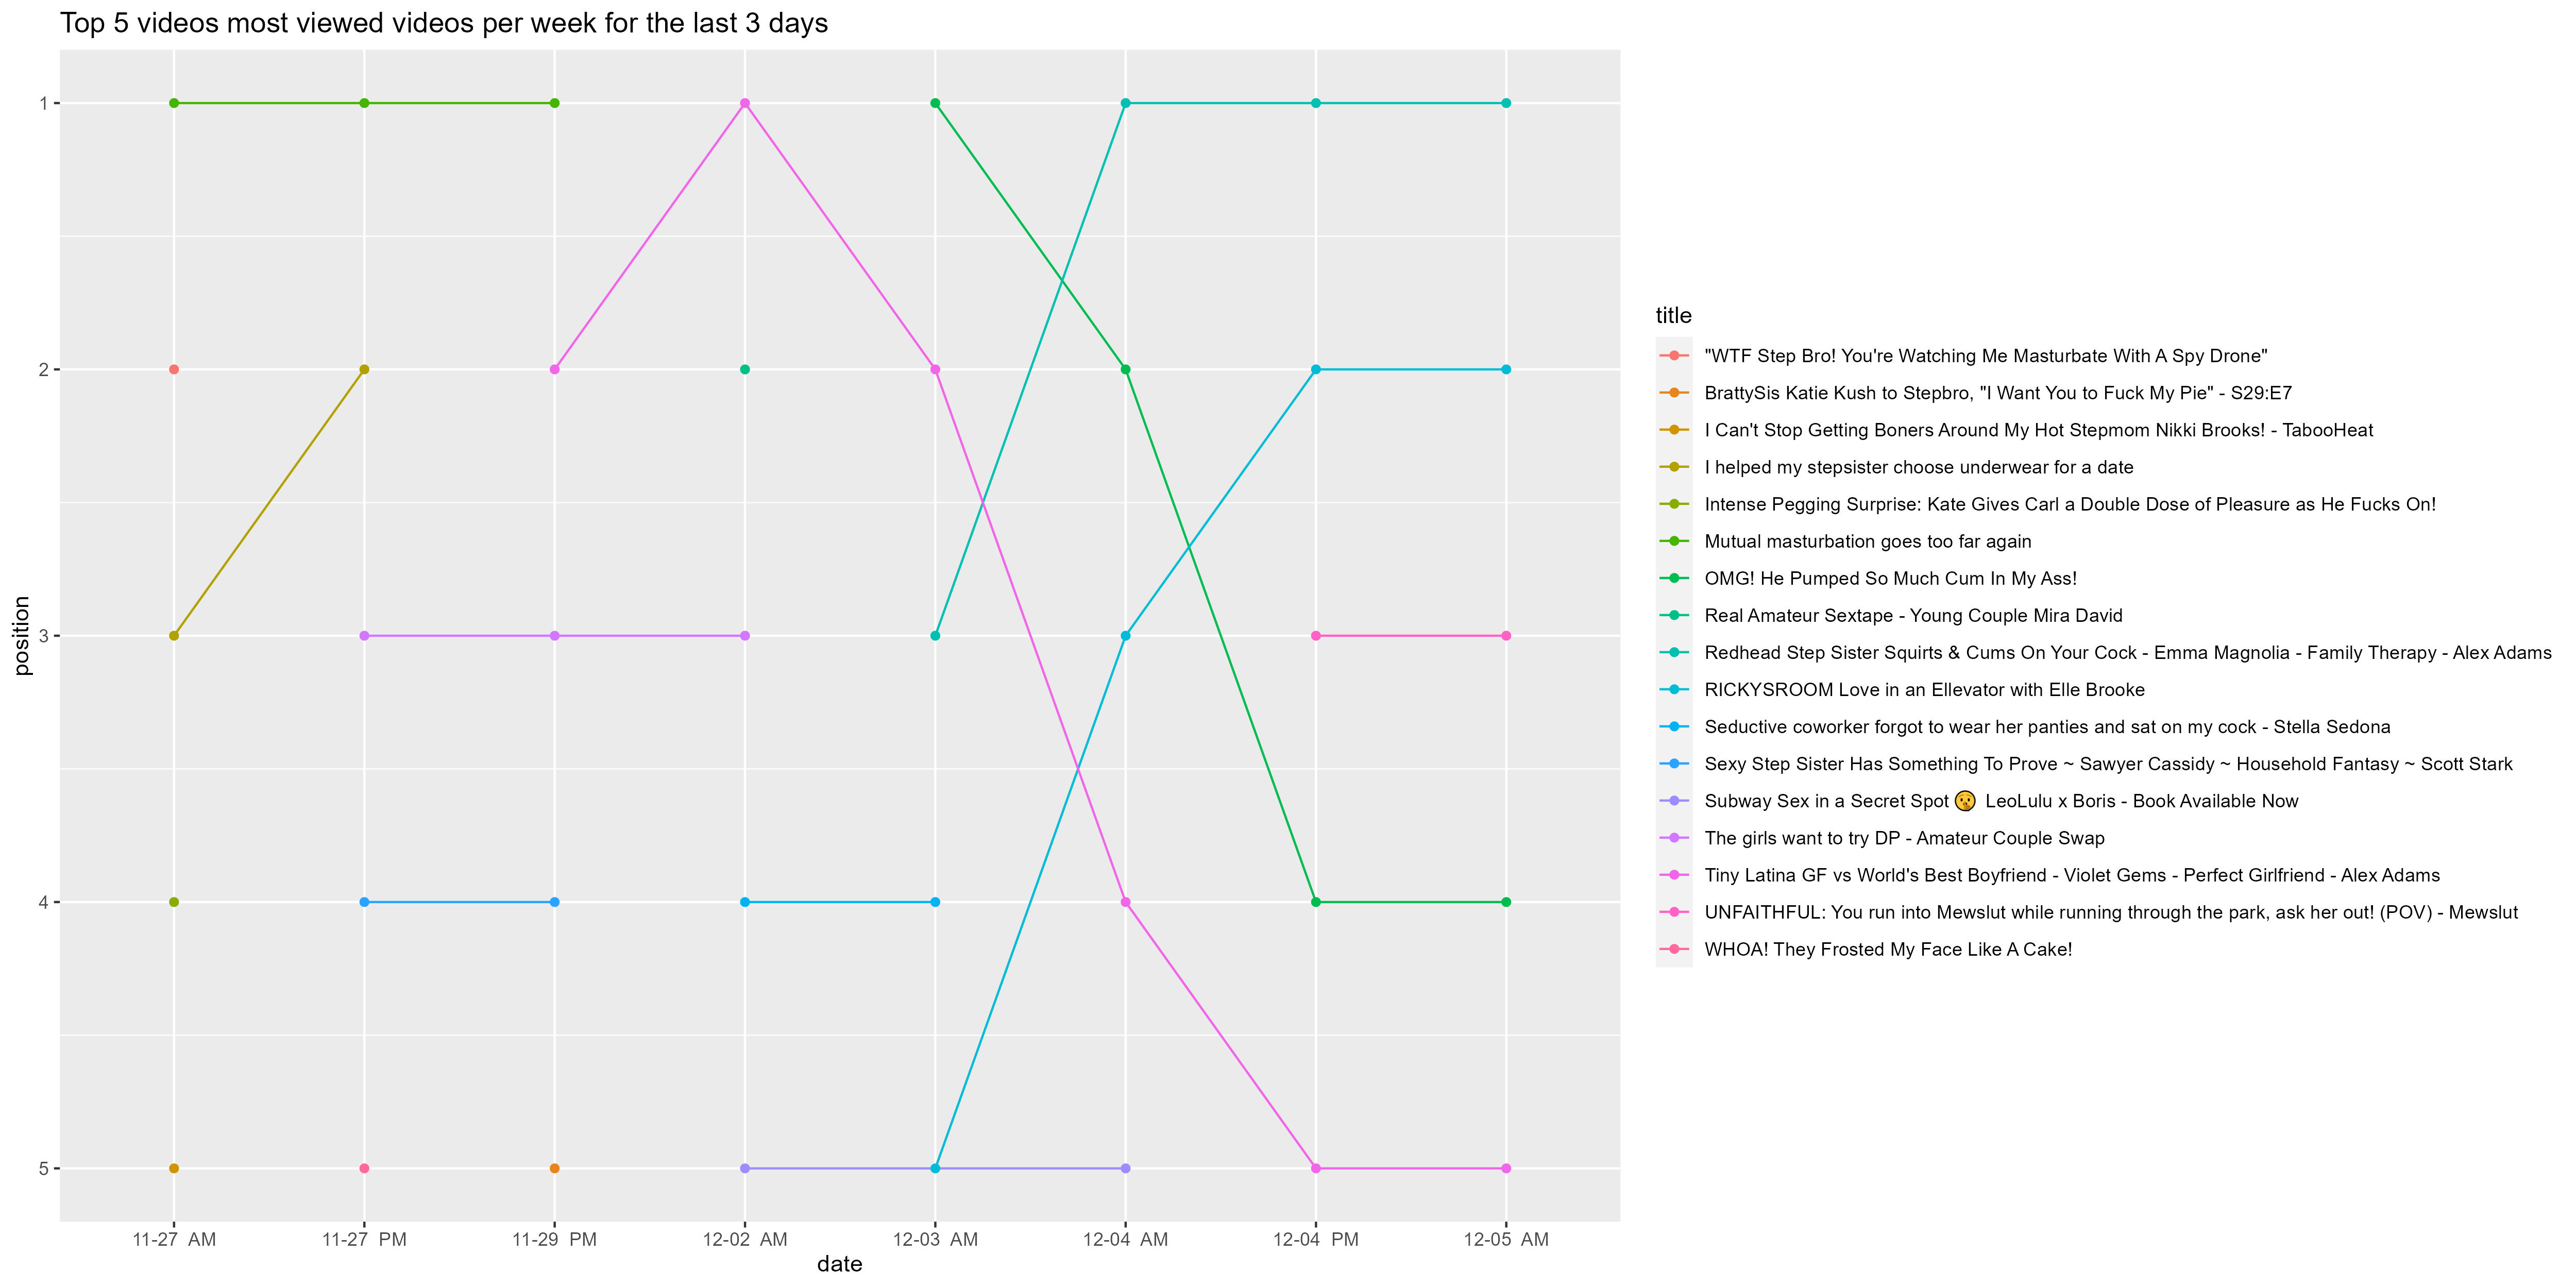 Top 5 videos most viewed videos per week for the last 3 days
position
1
2
3
4
5
11-27 AM
11-27 PM
11-29 PM
12-02 AM
12-03 AM
12-04 AM
12-04 PM
12-05 AM
date
title
"WTF Step Bro! You're Watching Me Masturbate With A Spy Drone"
BrattySis Katie Kush to Stepbro, "I Want You to Fuck My Pie" - S29:E7
I Can't Stop Getting Boners Around My Hot Stepmom Nikki Brooks! - TabooHeat
I helped my stepsister choose underwear for a date
Intense Pegging Surprise: Kate Gives Carl a Double Dose of Pleasure as He Fucks On!
Mutual masturbation goes too far again
OMG! He Pumped So Much Cum In My Ass!
Real Amateur Sextape - Young Couple Mira David
Redhead Step Sister Squirts & Cums On Your Cock - Emma Magnolia - Family Therapy - Alex Adams
RICKYSROOM Love in an Ellevator with Elle Brooke
Seductive coworker forgot to wear her panties and sat on my cock - Stella Sedona
Sexy Step Sister Has Something To Prove ~ Sawyer Cassidy ~ Household Fantasy ~ Scott Stark
Subway Sex in a Secret Spot 🤫 LeoLulu x Boris - Book Available Now
The girls want to try DP - Amateur Couple Swap
Tiny Latina GF vs World's Best Boyfriend - Violet Gems - Perfect Girlfriend - Alex Adams
UNFAITHFUL: You run into Mewslut while running through the park, ask her out! (POV) - Mewslut
WHOA! They Frosted My Face Like A Cake!